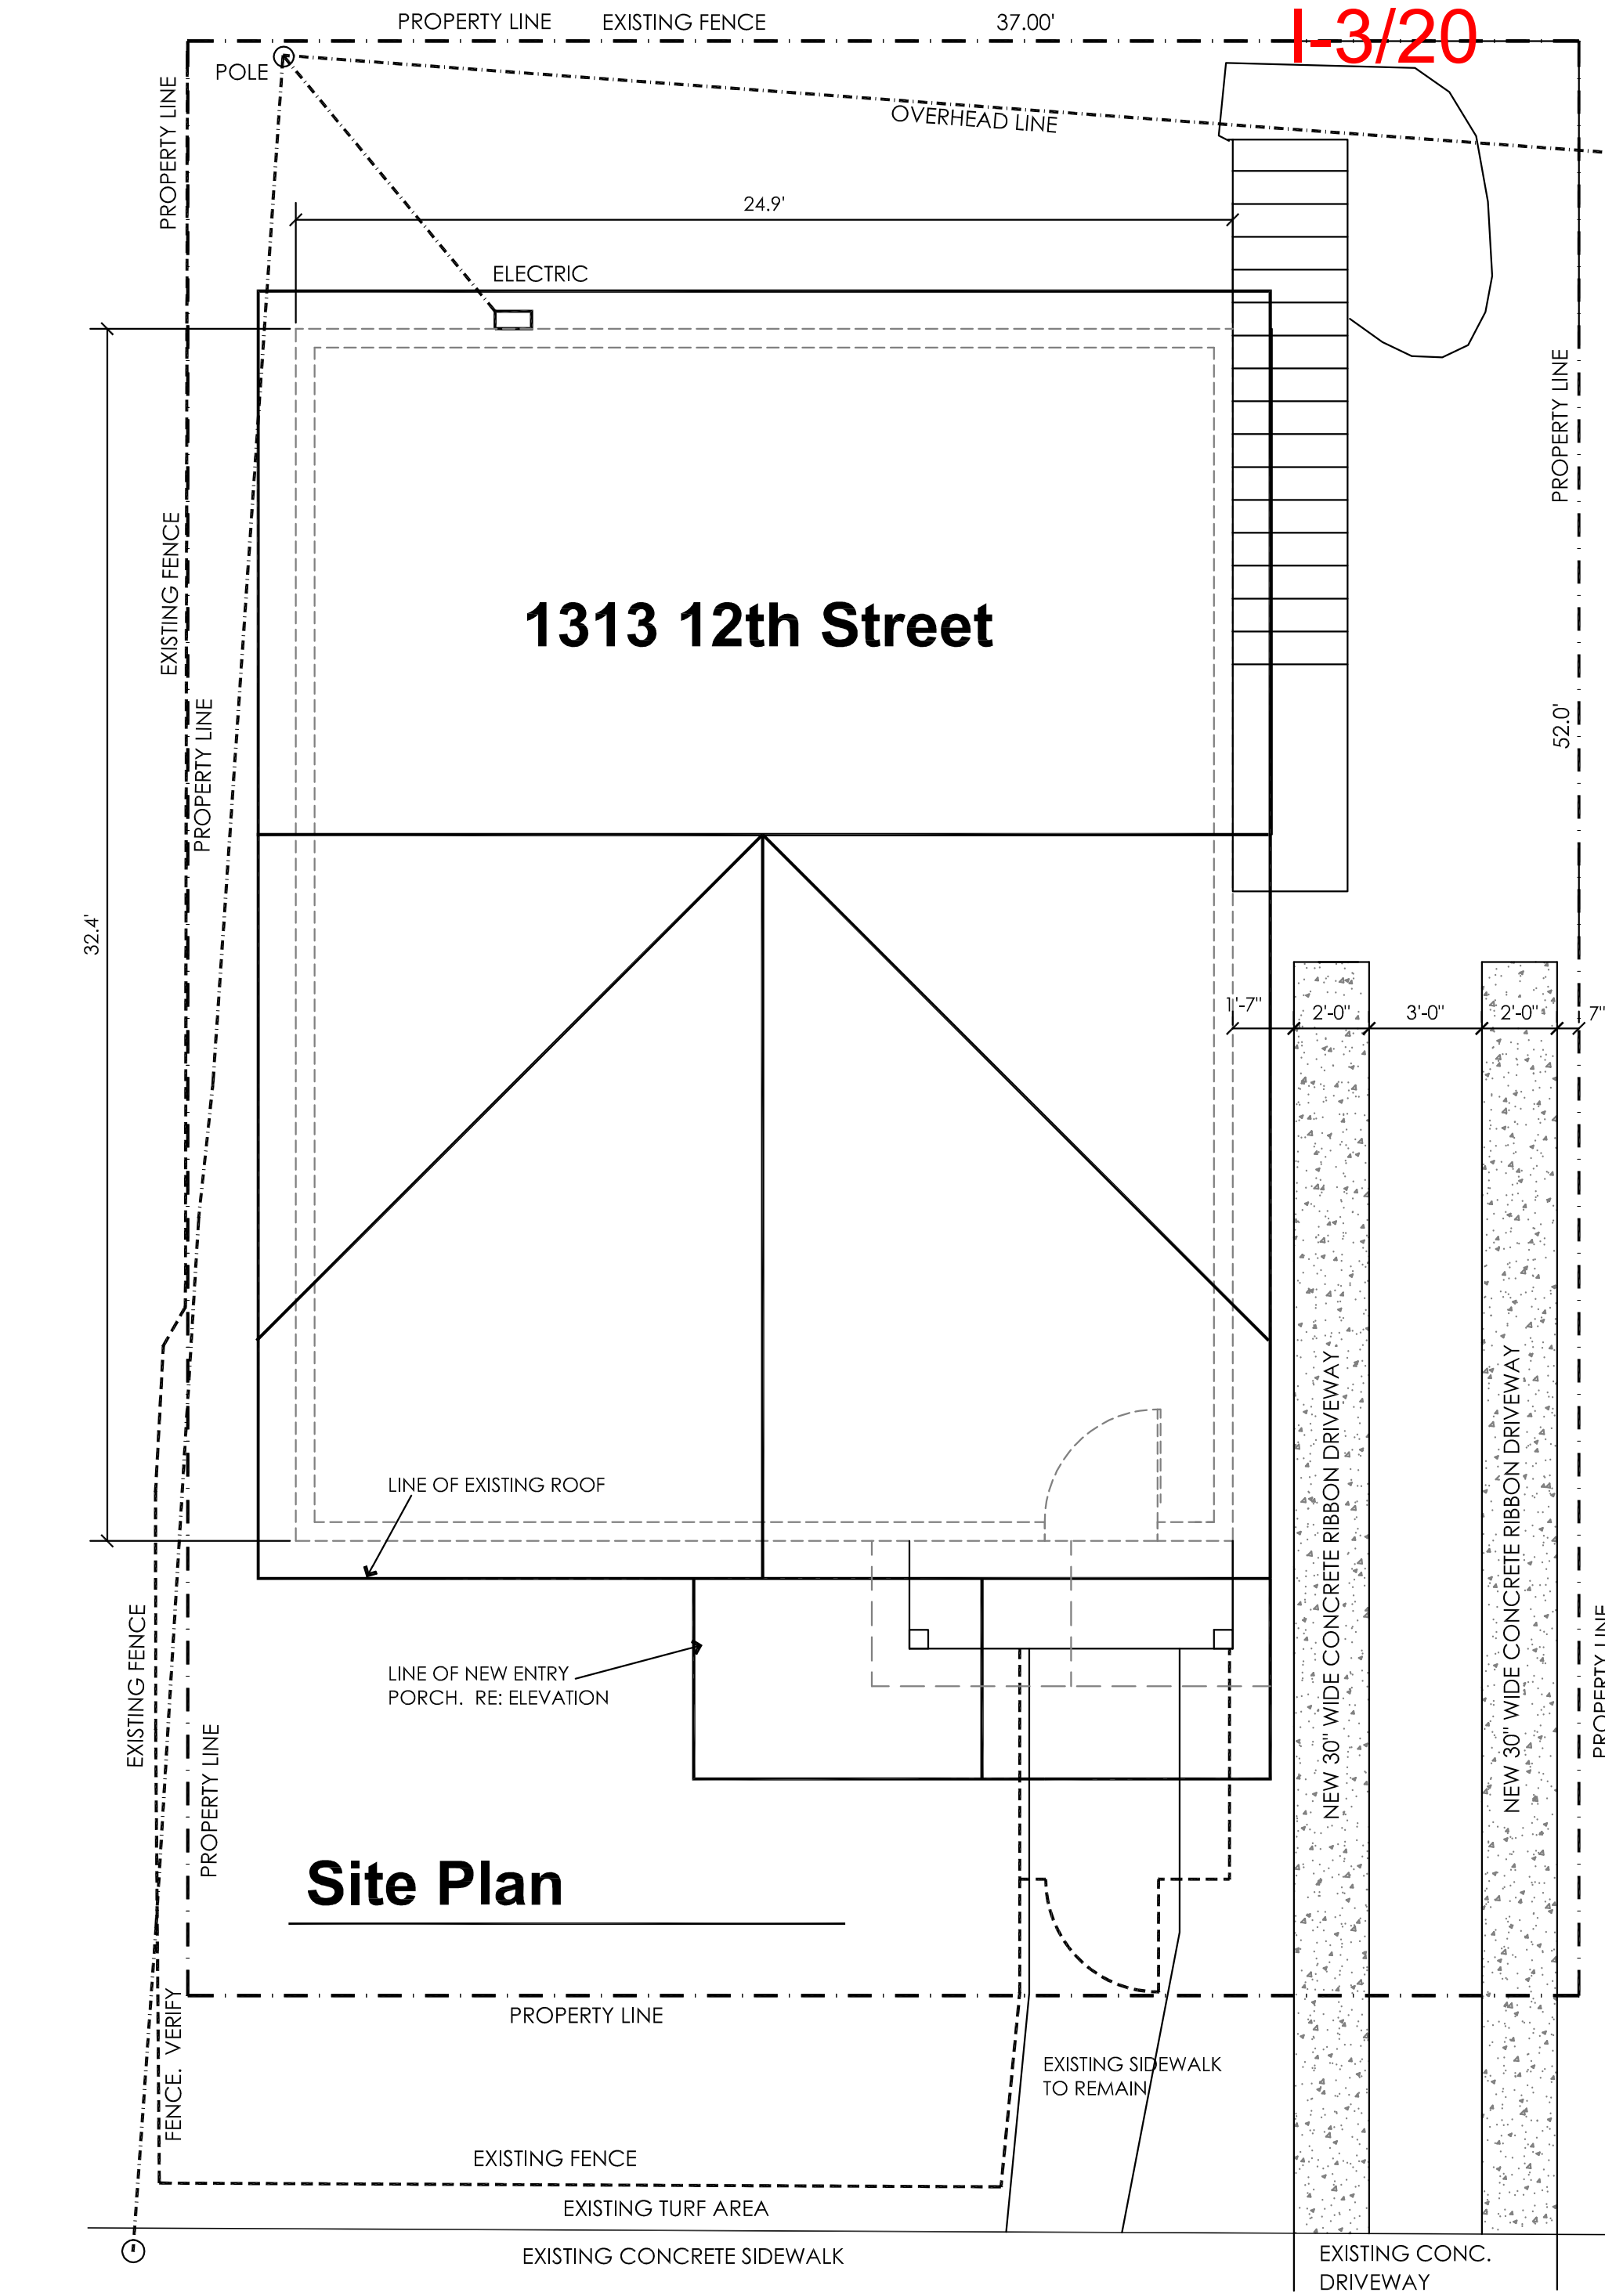 PROPERTY LINE
EXISTING FENCE
37.00'
I-3/20
POLE
PROPERTY LINE
OVERHEAD LINE
24.9'
ELECTRIC
PROPERTY LINE
EXISTING FENCE
1313 12th Street
PROPERTY LINE
52.0'
32.4'
1'-7"
2'-0"
3'-0"
2'-0"
7"
NEW 30" WIDE CONCRETE RIBBON DRIVEWAY
NEW 30" WIDE CONCRETE RIBBON DRIVEWAY
LINE OF EXISTING ROOF
EXISTING FENCE
LINE OF NEW ENTRY
PORCH. RE: ELEVATION
PROPERTY LINE
PROPERTY LINE
Site Plan
FENCE. VERIFY
PROPERTY LINE
EXISTING SIDEWALK
TO REMAIN
EXISTING FENCE
EXISTING TURF AREA
EXISTING CONCRETE SIDEWALK
EXISTING CONC.
DRIVEWAY